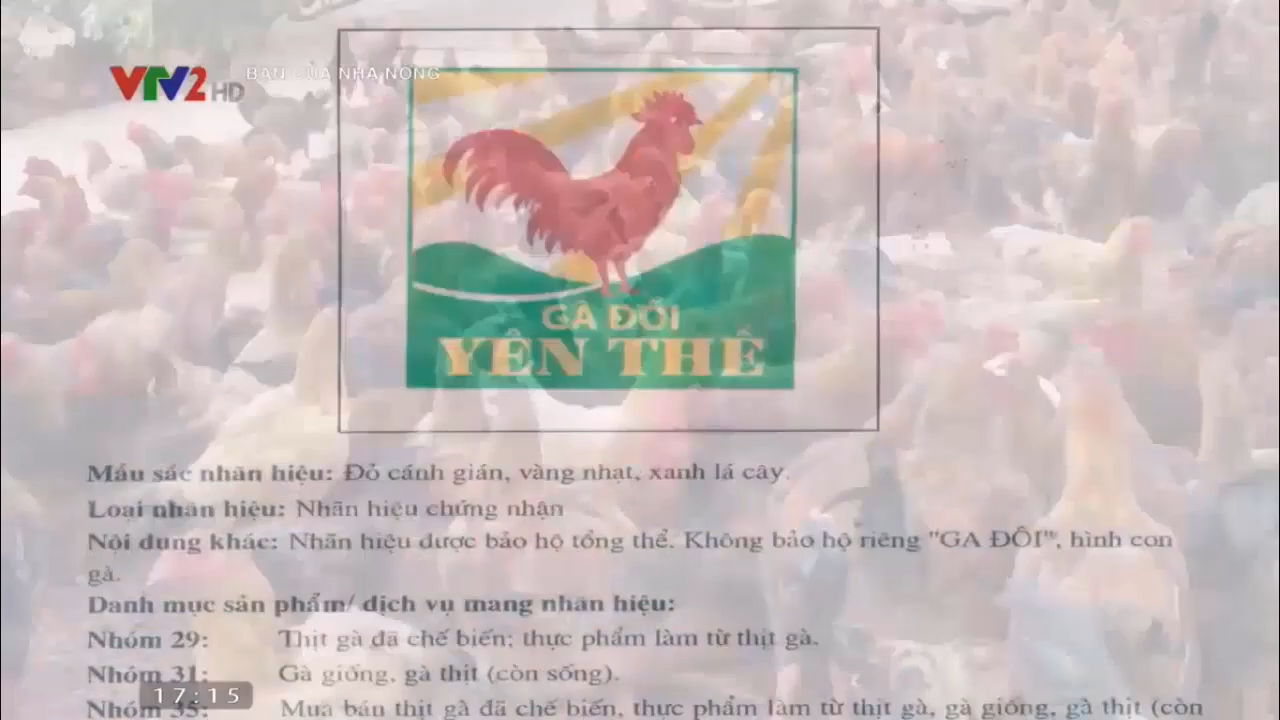 VTV2 HD BẠN CỦA NHÀ NÔNG
GÀ ĐỒI
YÊN THẾ
Mầu sắc nhãn hiệu: Đỏ cánh gián, vàng nhạt, xanh lá cây.
Loại nhãn hiệu: Nhãn hiệu chứng nhận
Nội dung khác: Nhãn hiệu được bảo hộ tổng thể. Không bảo hộ riêng "GÀ ĐỒI", hình con
gà.
Danh mục sản phẩm/ dịch vụ mang nhãn hiệu:
Nhóm 29: Thịt gà đã chế biến; thực phẩm làm từ thịt gà.
Nhóm 31: Gà giống, gà thịt (còn sống).
17:15
Nhóm 35: Mua bán thịt gà đã chế biến, thực phẩm làm từ thịt gà, gà giống, gà thịt (còn